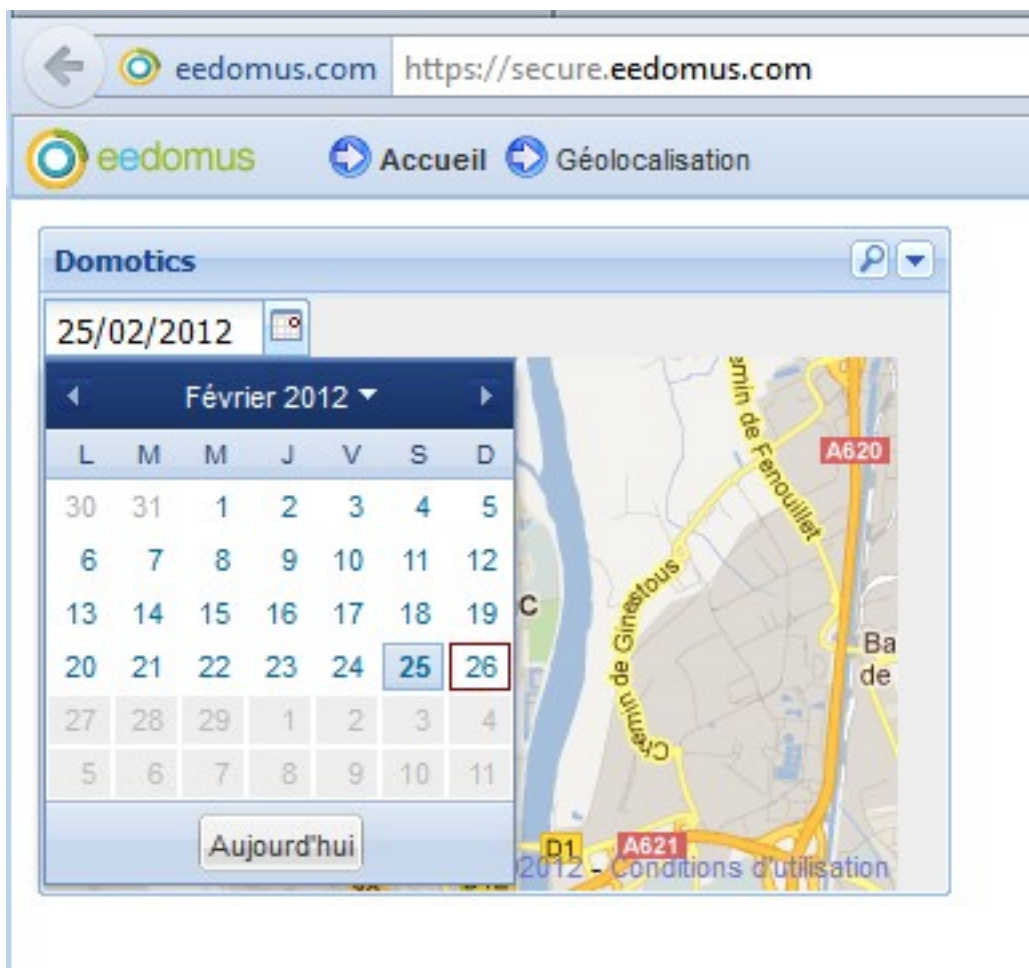 eedomus.com https://secure.eedomus.com
eedomus Accueil Géolocalisation
Domotics
25/02/2012
Février 2012
L M M J V S D
30 31 1 2 3 4 5
6 7 8 9 10 11 12
13 14 15 16 17 18 19
20 21 22 23 24 25 26
27 28 29 1 2 3 4
5 6 7 8 9 10 11
Aujourd'hui
emin de Fenouillet
A620
Chemin de Ginestous
C
Ba
de
D1
A621
2012 - Conditions d'utilisation